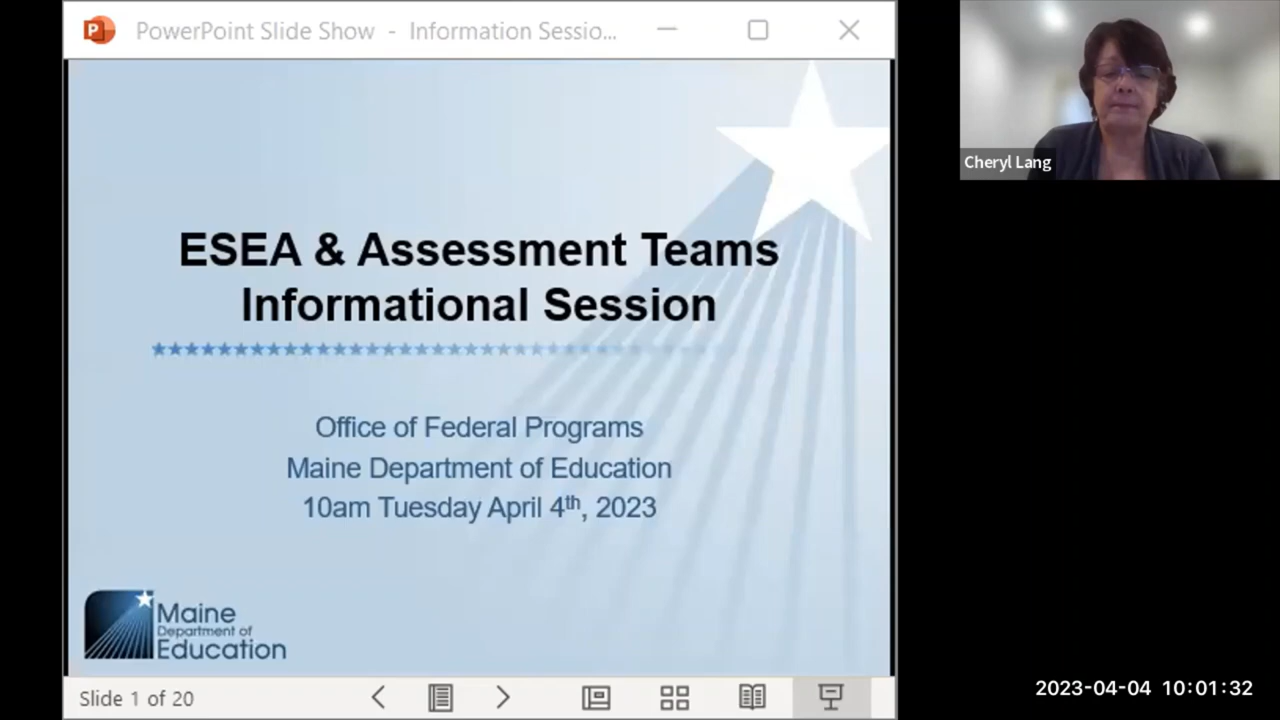 PowerPoint Slide Show - Information Sessio...
ESEA & Assessment Teams
Informational Session
Office of Federal Programs
Maine Department of Education
10am Tuesday April 4th, 2023
Maine
Department of
Education
Slide 1 of 20
Cheryl Lang
2023-04-04 10:01:32